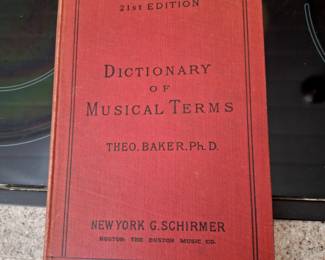 21ST EDITION
DICTIONARY
OF
MUSICAL TERMS
THEO. BAKER, PH.D.
NEW YORK G. SCHIRMER
BOSTON: THE BOSTON MUSIC CO.